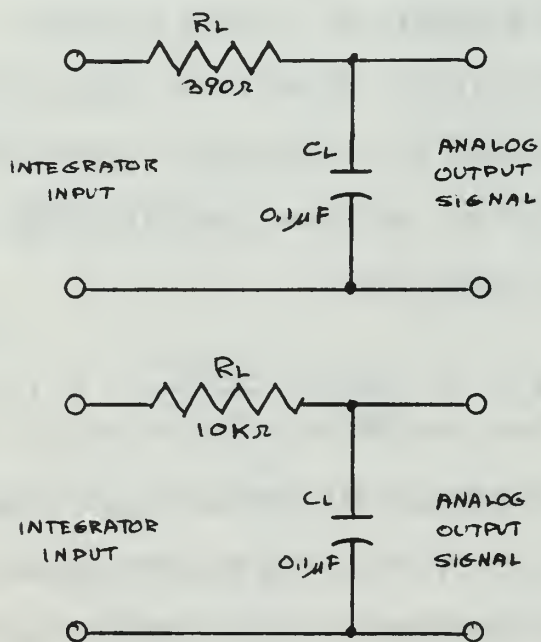 RL
390Ω
CL
0.1μF
INTEGRATOR
INPUT
ANALOG
OUTPUT
SIGNAL
RL
10KΩ
CL
0.1μF
INTEGRATOR
INPUT
ANALOG
OUTPUT
SIGNAL